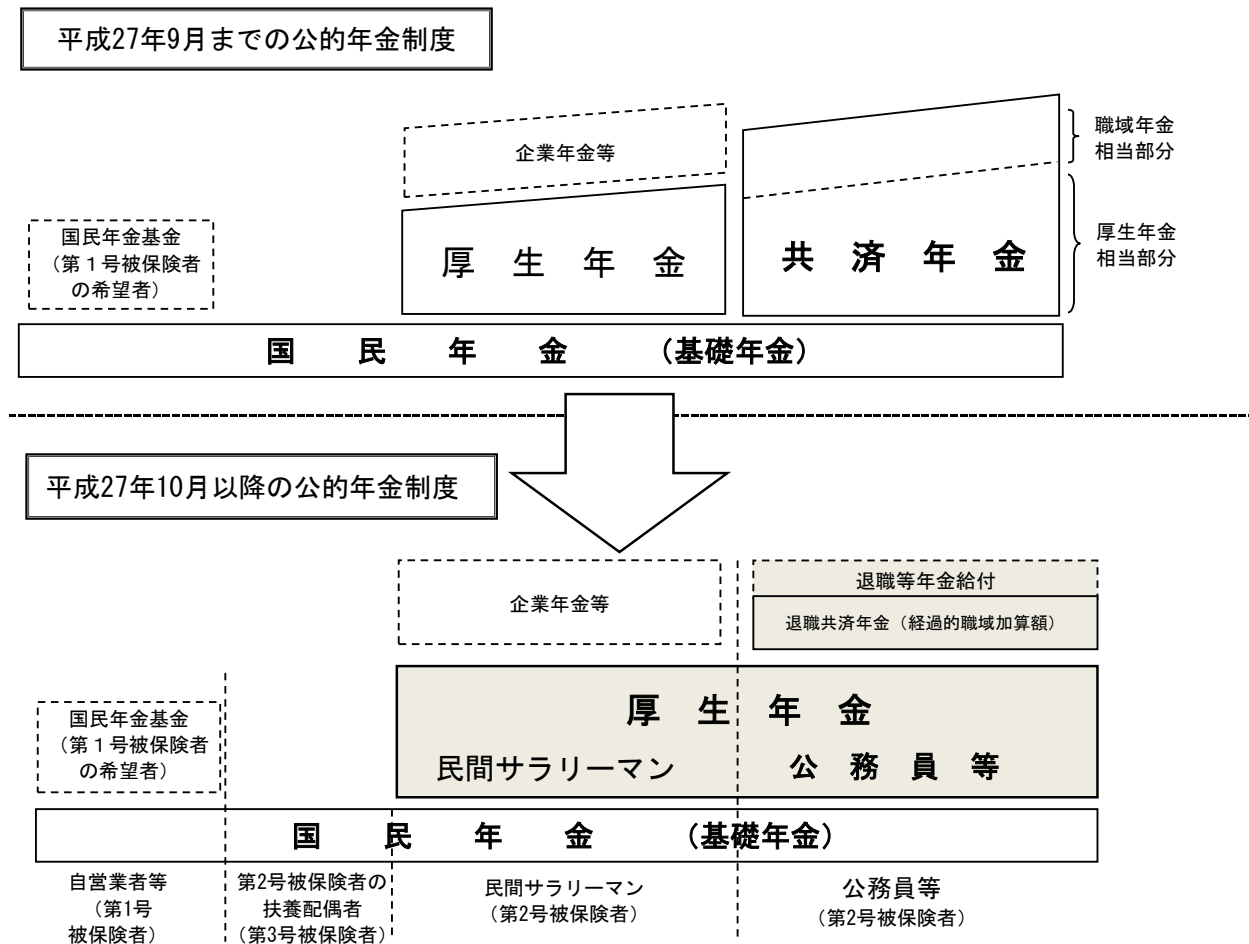 平成27年9月までの公的年金制度
企業年金等
職域年金
相当部分
国民年金基金
（第１号被保険者
の希望者）
厚 生 年 金
共 済 年 金
厚生年金
相当部分
国 民 年 金 （基礎年金）
平成27年10月以降の公的年金制度
企業年金等
退職等年金給付
退職共済年金（経過的職域加算額）
国民年金基金
（第１号被保険者
の希望者）
厚 生 年 金
民間サラリーマン
公 務 員 等
国 民 年 金 （基礎年金）
自営業者等
（第1号
被保険者）
第2号被保険者の
扶養配偶者
（第3号被保険者）
民間サラリーマン
（第2号被保険者）
公務員等
（第2号被保険者）